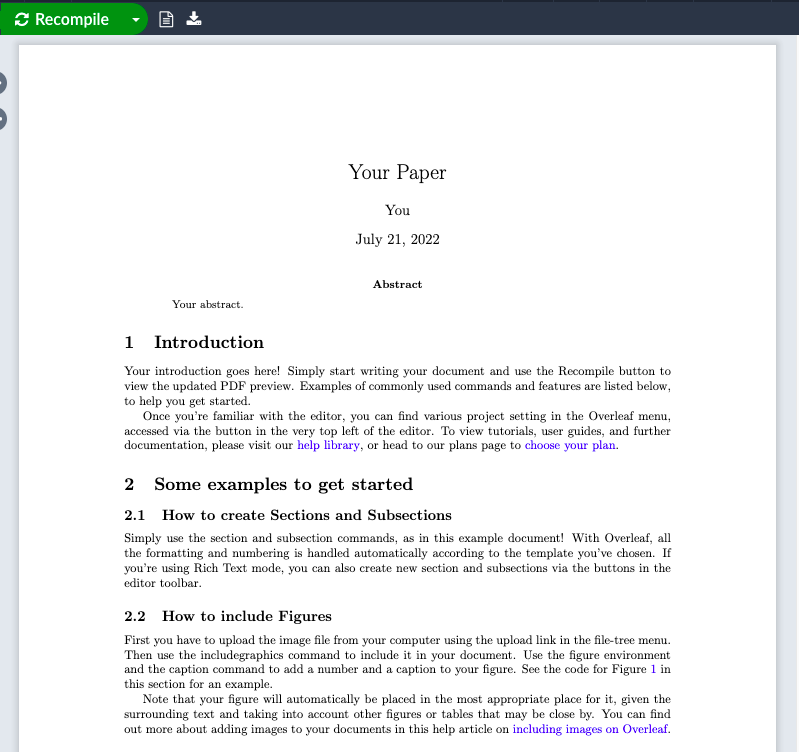 Recompile
Your Paper
You
July 21, 2022
Abstract
Your abstract.
1 Introduction
Your introduction goes here! Simply start writing your document and use the Recompile button to
view the updated PDF preview. Examples of commonly used commands and features are listed below,
to help you get started.
Once you're familiar with the editor, you can find various project setting in the Overleaf menu,
accessed via the button in the very top left of the editor. To view tutorials, user guides, and further
documentation, please visit our help library, or head to our plans page to choose your plan.
2 Some examples to get started
2.1 How to create Sections and Subsections
Simply use the section and subsection commands, as in this example document! With Overleaf, all
the formatting and numbering is handled automatically according to the template you've chosen. If
you're using Rich Text mode, you can also create new section and subsections via the buttons in the
editor toolbar.
2.2 How to include Figures
First you have to upload the image file from your computer using the upload link in the file-tree menu.
Then use the includegraphics command to include it in your document. Use the figure environment
and the caption command to add a number and a caption to your figure. See the code for Figure 1 in
this section for an example.
Note that your figure will automatically be placed in the most appropriate place for it, given the
surrounding text and taking into account other figures or tables that may be close by. You can find
out more about adding images to your documents in this help article on including images on Overleaf.